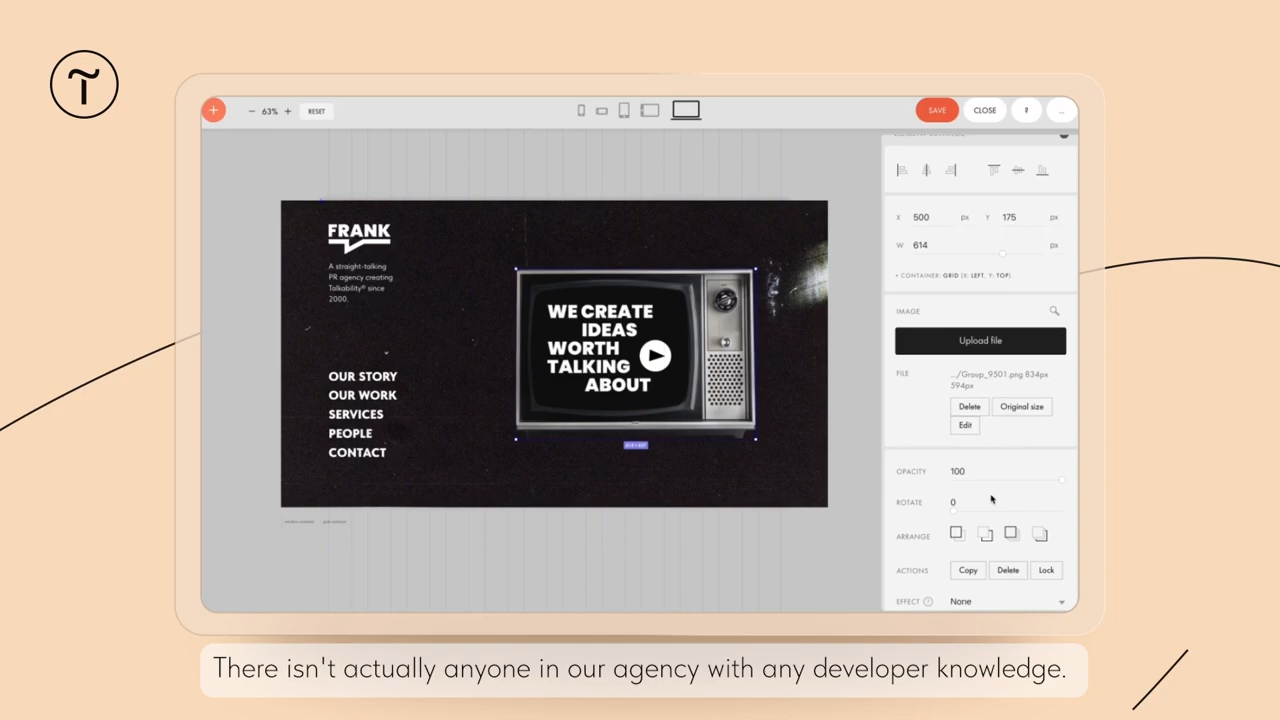 T
+
− 63% +
RESET
SAVE
CLOSE
?
...
FRANK
A straight-talking
PR agency creating
Talkability® since
2000.
OUR STORY
OUR WORK
SERVICES
PEOPLE
CONTACT
WE CREATE
IDEAS
WORTH
TALKING
ABOUT
X 500 px Y 175 px
W 614 px
+ CONTAINER: GRID (X: LEFT, Y: TOP)
IMAGE
Upload file
FILE .../Group_9501.png 834px
594px
Delete Original size
Edit
OPACITY 100
ROTATE 0
ARRANGE
ACTIONS Copy Delete Lock
EFFECT ? None
There isn't actually anyone in our agency with any developer knowledge.